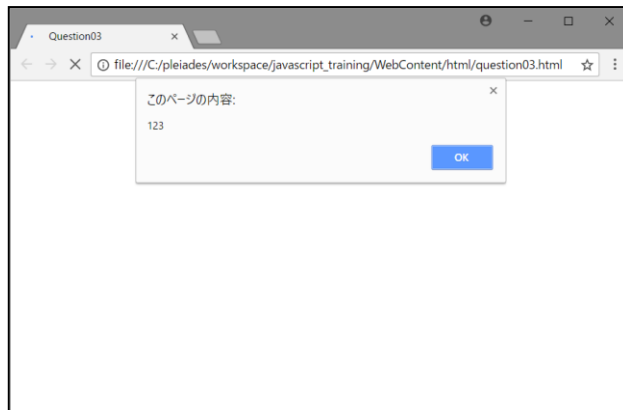 Question03
file:///C:/pleiades/workspace/javascript_training/WebContent/html/question03.html
このページの内容:
123
OK